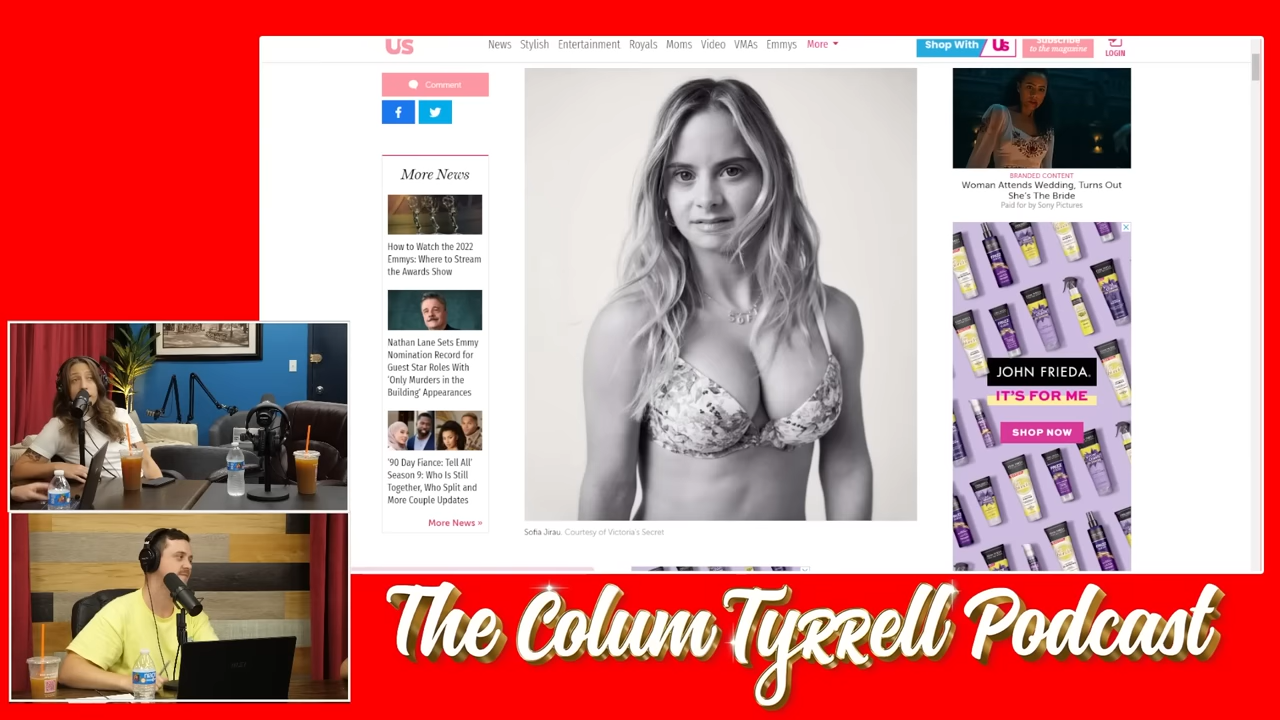 US
News Stylish Entertainment Royals Moms Video VMAs Emmys More
Shop With Us
Subscribe
to the magazine
LOGIN
Comment
More News
How to Watch the 2022
Emmys: Where to Stream
the Awards Show
Nathan Lane Sets Emmy
Nomination Record for
Guest Star Roles With
'Only Murders in the
Building' Appearances
'90 Day Fiance: Tell All'
Season 9: Who Is Still
Together, Who Split and
More Couple Updates
More News »
Sofia Jirau. Courtesy of Victoria's Secret
BRANDED CONTENT
Woman Attends Wedding, Turns Out
She's The Bride
Paid for by Sony Pictures
JOHN FRIEDA.
IT'S FOR ME
SHOP NOW
The Colum Tyrrell Podcast